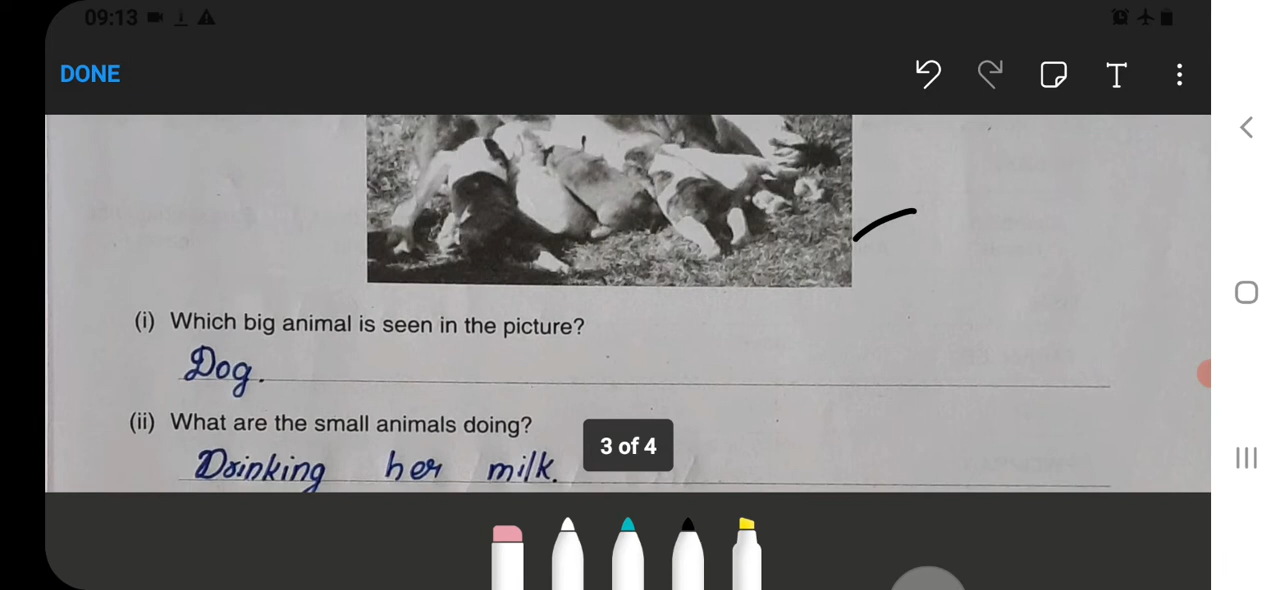 09:13
DONE
T
(i) Which big animal is seen in the picture?
Dog.
(ii) What are the small animals doing?
3 of 4
Drinking her milk.